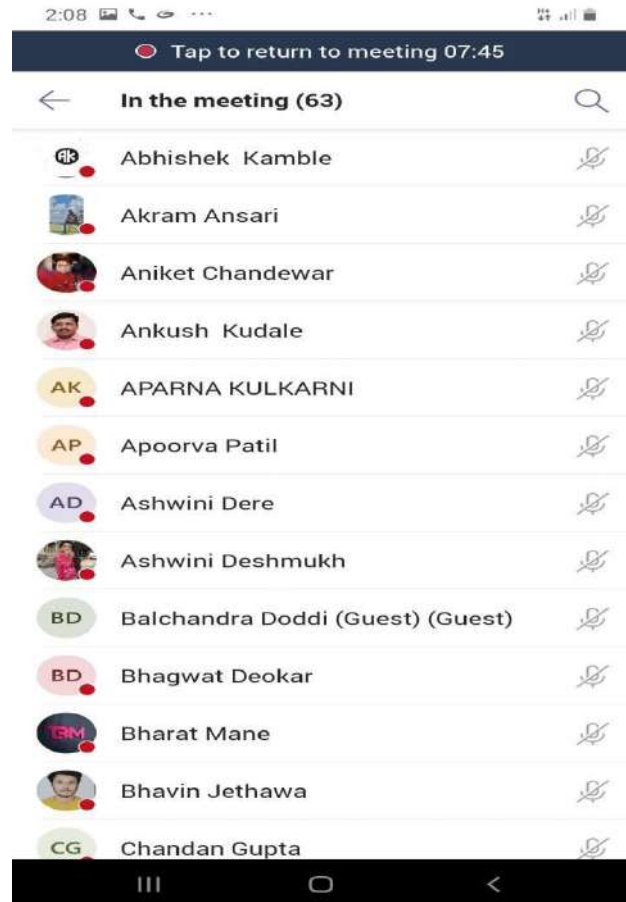 2:08
Tap to return to meeting 07:45
In the meeting (63)
Abhishek Kamble
Akram Ansari
Aniket Chandewar
Ankush Kudale
AK APARNA KULKARNI
AP Apoorva Patil
AD Ashwini Dere
Ashwini Deshmukh
BD Balchandra Doddi (Guest) (Guest)
BD Bhagwat Deokar
Bharat Mane
Bhavin Jethawa
CG Chandan Gupta